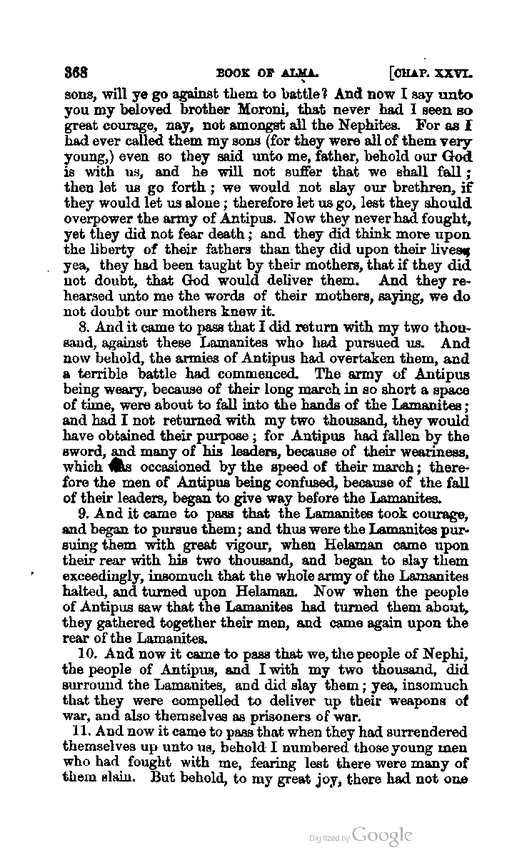 368 BOOK OF ALMA. [CHAP. XXVI.
sons, will ye go against them to battle? And now I say unto
you my beloved brother Moroni, that never had I seen so
great courage, nay, not amongst all the Nephites. For as I
had ever called them my sons (for they were all of them very
young,) even so they said unto me, father, behold our God
is with us, and he will not suffer that we shall fall;
then let us go forth; we would not slay our brethren, if
they would let us alone; therefore let us go, lest they should
overpower the army of Antipus. Now they never had fought,
yet they did not fear death; and they did think more upon
the liberty of their fathers than they did upon their lives;
yea, they had been taught by their mothers, that if they did
not doubt, that God would deliver them. And they re-
hearsed unto me the words of their mothers, saying, we do
not doubt our mothers knew it.
8. And it came to pass that I did return with my two thou-
sand, against these Lamanites who had pursued us. And
now behold, the armies of Antipus had overtaken them, and
a terrible battle had commenced. The army of Antipus
being weary, because of their long march in so short a space
of time, were about to fall into the hands of the Lamanites;
and had I not returned with my two thousand, they would
have obtained their purpose; for Antipus had fallen by the
sword, and many of his leaders, because of their weariness,
which was occasioned by the speed of their march; there-
fore the men of Antipus being confused, because of the fall
of their leaders, began to give way before the Lamanites.
9. And it came to pass that the Lamanites took courage,
and began to pursue them; and thus were the Lamanites pur-
suing them with great vigour, when Helaman came upon
their rear with his two thousand, and began to slay them
exceedingly, insomuch that the whole army of the Lamanites
halted, and turned upon Helaman. Now when the people
of Antipus saw that the Lamanites had turned them about,
they gathered together their men, and came again upon the
rear of the Lamanites.
10. And now it came to pass that we, the people of Nephi,
the people of Antipus, and I with my two thousand, did
surround the Lamanites, and did slay them; yea, insomuch
that they were compelled to deliver up their weapons of
war, and also themselves as prisoners of war.
11. And now it came to pass that when they had surrendered
themselves up unto us, behold I numbered those young men
who had fought with me, fearing lest there were many of
them slain. But behold, to my great joy, there had not one
Digitized by Google